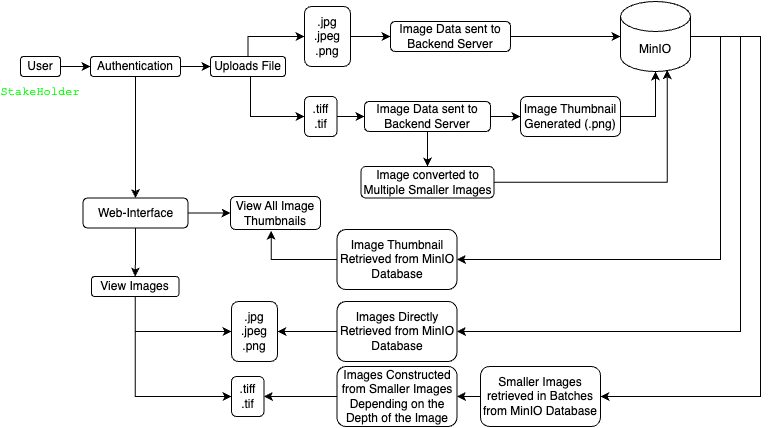 .jpg
.jpeg
.png
Image Data sent to
Backend Server
MinIO
User
Authentication
Uploads File
StakeHolder
.tiff
.tif
Image Data sent to
Backend Server
Image Thumbnail
Generated (.png)
Image converted to
Multiple Smaller Images
Web-Interface
View All Image
Thumbnails
Image Thumbnail
Retrieved from MinIO
Database
View Images
.jpg
.jpeg
.png
Images Directly
Retrieved from MinIO
Database
.tiff
.tif
Images Constructed
from Smaller Images
Depending on the
Depth of the Image
Smaller Images
retrieved in Batches
from MinIO Database